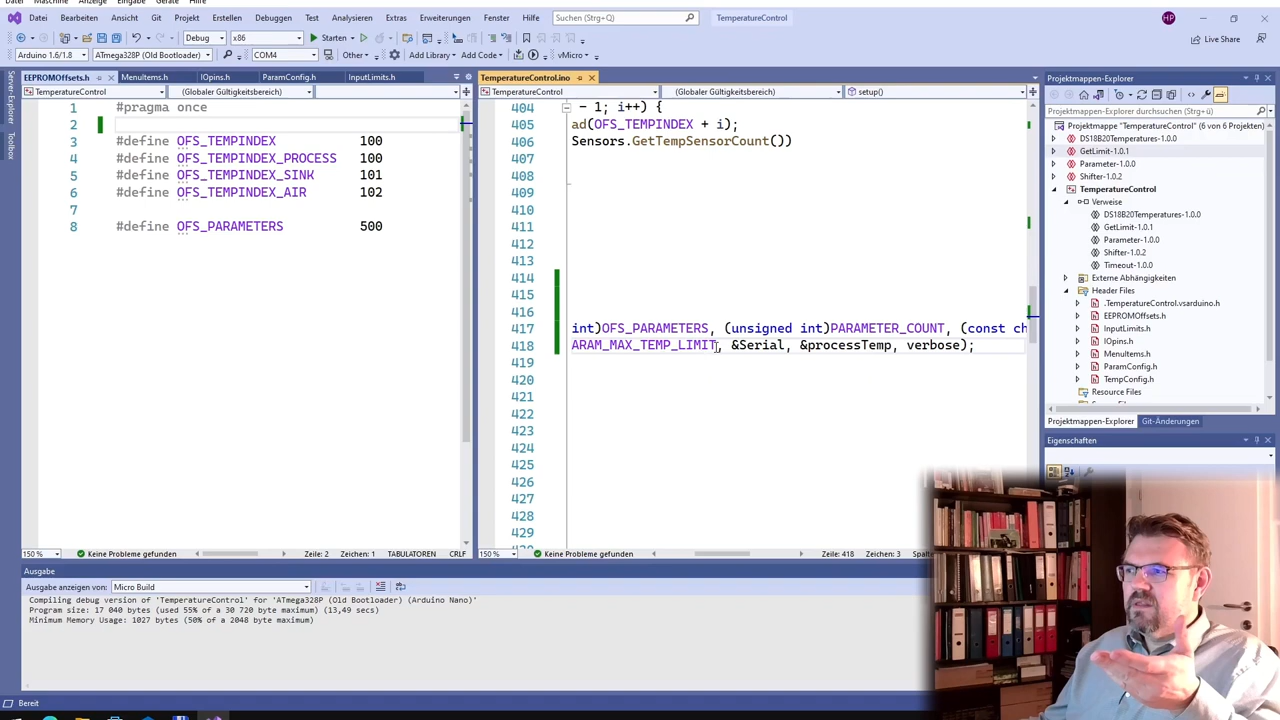 Datei Bearbeiten Ansicht Git Projekt Erstellen Debuggen Test Analysieren Extras Erweiterungen Fenster Hilfe Suchen (Strg+Q) TemperatureControl HP
Debug x86 Starten Add Library Add Code vMicro Live Share
Arduino 1.6/1.8 ATmega328P (Old Bootloader) COM4 Other
Server-Explorer
Toolbox
EEPROMOffsets.h MenuItems.h IOpins.h ParamConfig.h InputLimits.h
TemperatureControl (Globaler Gültigkeitsbereich)
1 #pragma once
2
3 #define OFS_TEMPINDEX 100
4 #define OFS_TEMPINDEX_PROCESS 100
5 #define OFS_TEMPINDEX_SINK 101
6 #define OFS_TEMPINDEX_AIR 102
7
8 #define OFS_PARAMETERS 500
150 % Keine Probleme gefunden Zeile: 2 Zeichen: 1 TABULATOREN CRLF
TemperatureControl.ino
TemperatureControl (Globaler Gültigkeitsbereich) setup()
404 - 1; i++) {
405 ad(OFS_TEMPINDEX + i);
406 Sensors.GetTempSensorCount())
407
408
409
410
411
412
413
414
415
416
417 int)OFS_PARAMETERS, (unsigned int)PARAMETER_COUNT, (const ch
418 ARAM_MAX_TEMP_LIMIT, &Serial, &processTemp, verbose);
419
420
421
422
423
424
425
426
427
428
429
150 % Keine Probleme gefunden Zeile: 418 Zeichen: 3
Projektmappen-Explorer
Projektmappen-Explorer durchsuchen (Strg+
Projektmappe "TemperatureControl" (6 von 6 Projekten)
DS18B20Temperatures-1.0.0
GetLimit-1.0.1
Parameter-1.0.0
Shifter-1.0.2
TemperatureControl
Verweise
DS18B20Temperatures-1.0.0
GetLimit-1.0.1
Parameter-1.0.0
Shifter-1.0.2
Timeout-1.0.0
Externe Abhängigkeiten
Header Files
.TemperatureControl.vsarduino.h
EEPROMOffsets.h
InputLimits.h
IOpins.h
MenuItems.h
ParamConfig.h
TempConfig.h
Resource Files
Projektmappen-Explorer Git-Änderungen
Eigenschaften
Ausgabe
Ausgabe anzeigen von: Micro Build
Compiling debug version of 'TemperatureControl' for 'ATmega328P (Old Bootloader) (Arduino Nano)'
Program size: 17 040 bytes (used 55% of a 30 720 byte maximum) (13,49 secs)
Minimum Memory Usage: 1027 bytes (50% of a 2048 byte maximum)
Bereit